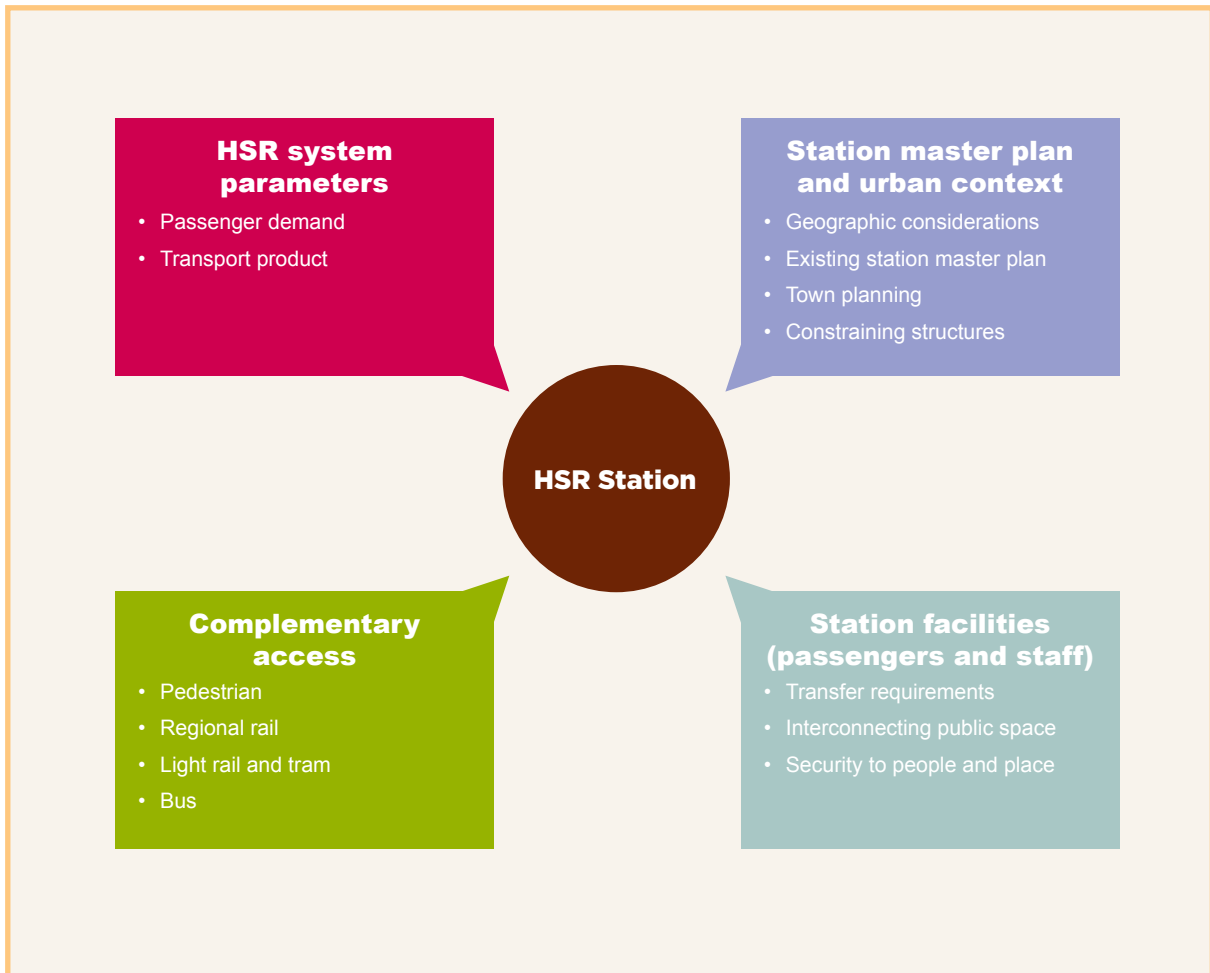 HSR system
parameters
• Passenger demand
• Transport product
Station master plan
and urban context
• Geographic considerations
• Existing station master plan
• Town planning
• Constraining structures
HSR Station
Complementary
access
• Pedestrian
• Regional rail
• Light rail and tram
• Bus
Station facilities
(passengers and staff)
• Transfer requirements
• Interconnecting public space
• Security to people and place